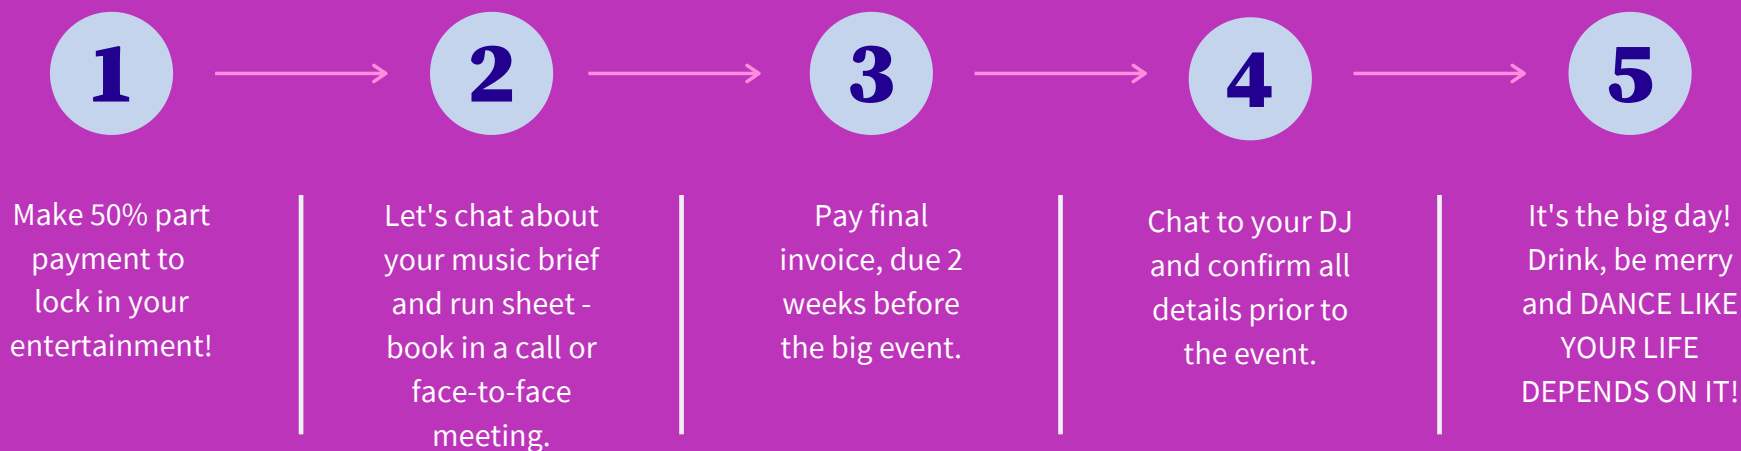 1
2
3
4
5
Make 50% part
payment to
lock in your
entertainment!
Let's chat about
your music brief
and run sheet -
book in a call or
face-to-face
meeting.
Pay final
invoice, due 2
weeks before
the big event.
Chat to your DJ
and confirm all
details prior to
the event.
It's the big day!
Drink, be merry
and DANCE LIKE
YOUR LIFE
DEPENDS ON IT!